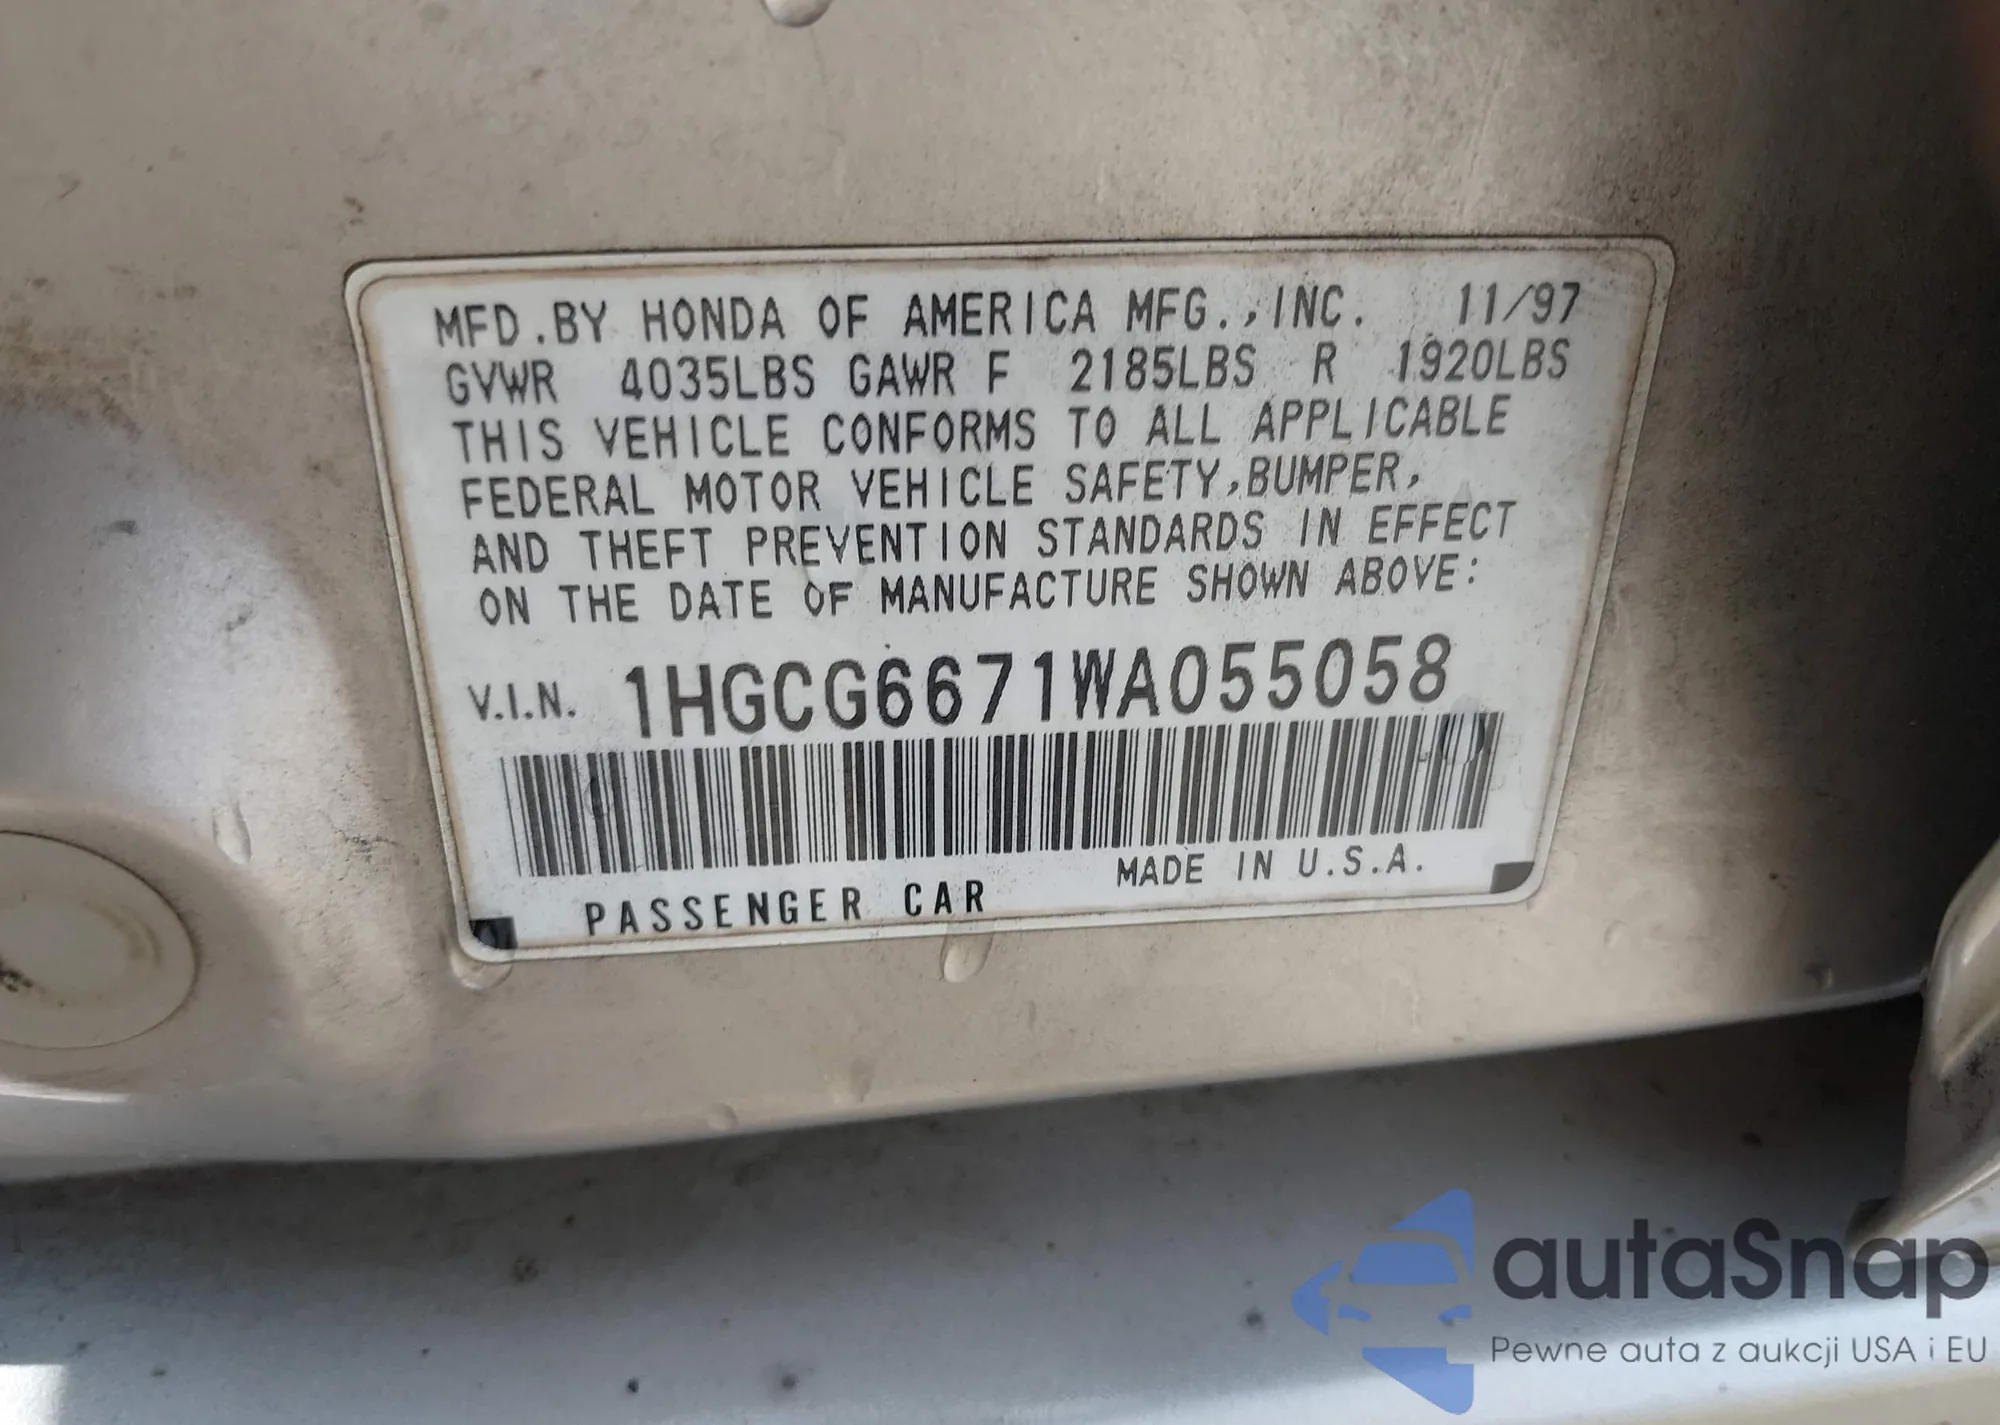 MFD.BY HONDA OF AMERICA MFG.,INC. 11/97
GVWR 4035LBS GAWR F 2185LBS R 1920LBS
THIS VEHICLE CONFORMS TO ALL APPLICABLE
FEDERAL MOTOR VEHICLE SAFETY,BUMPER,
AND THEFT PREVENTION STANDARDS IN EFFECT
ON THE DATE OF MANUFACTURE SHOWN ABOVE:
V.I.N. 1HGCG6671WA055058
PASSENGER CAR MADE IN U.S.A.
autaSnap
Pewne auta z aukcji USA i EU